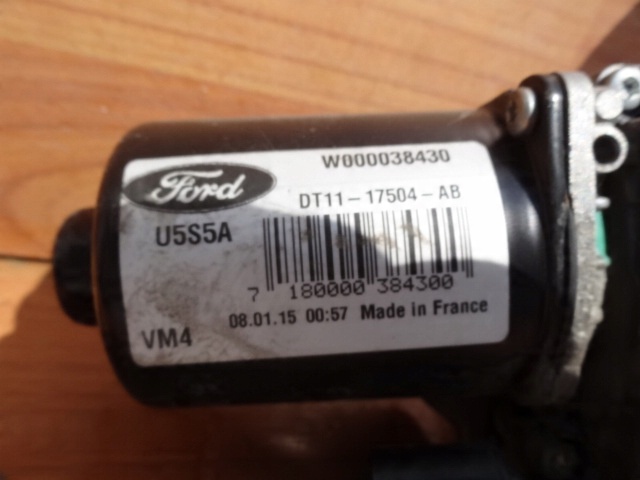 W000038430
Ford
DT11-17504-AB
U5S5A
7 180000 384300
08.01.15 00:57 Made in France
VM4